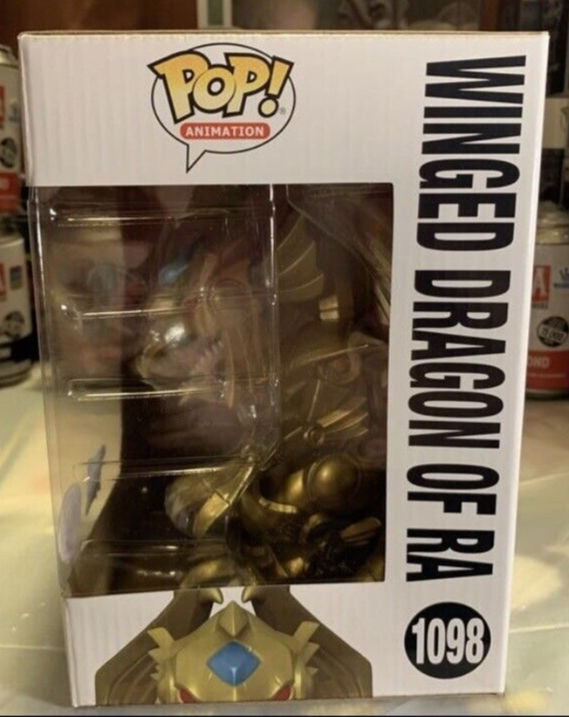 POP!
ANIMATION
WINGED DRAGON OF RA
1098